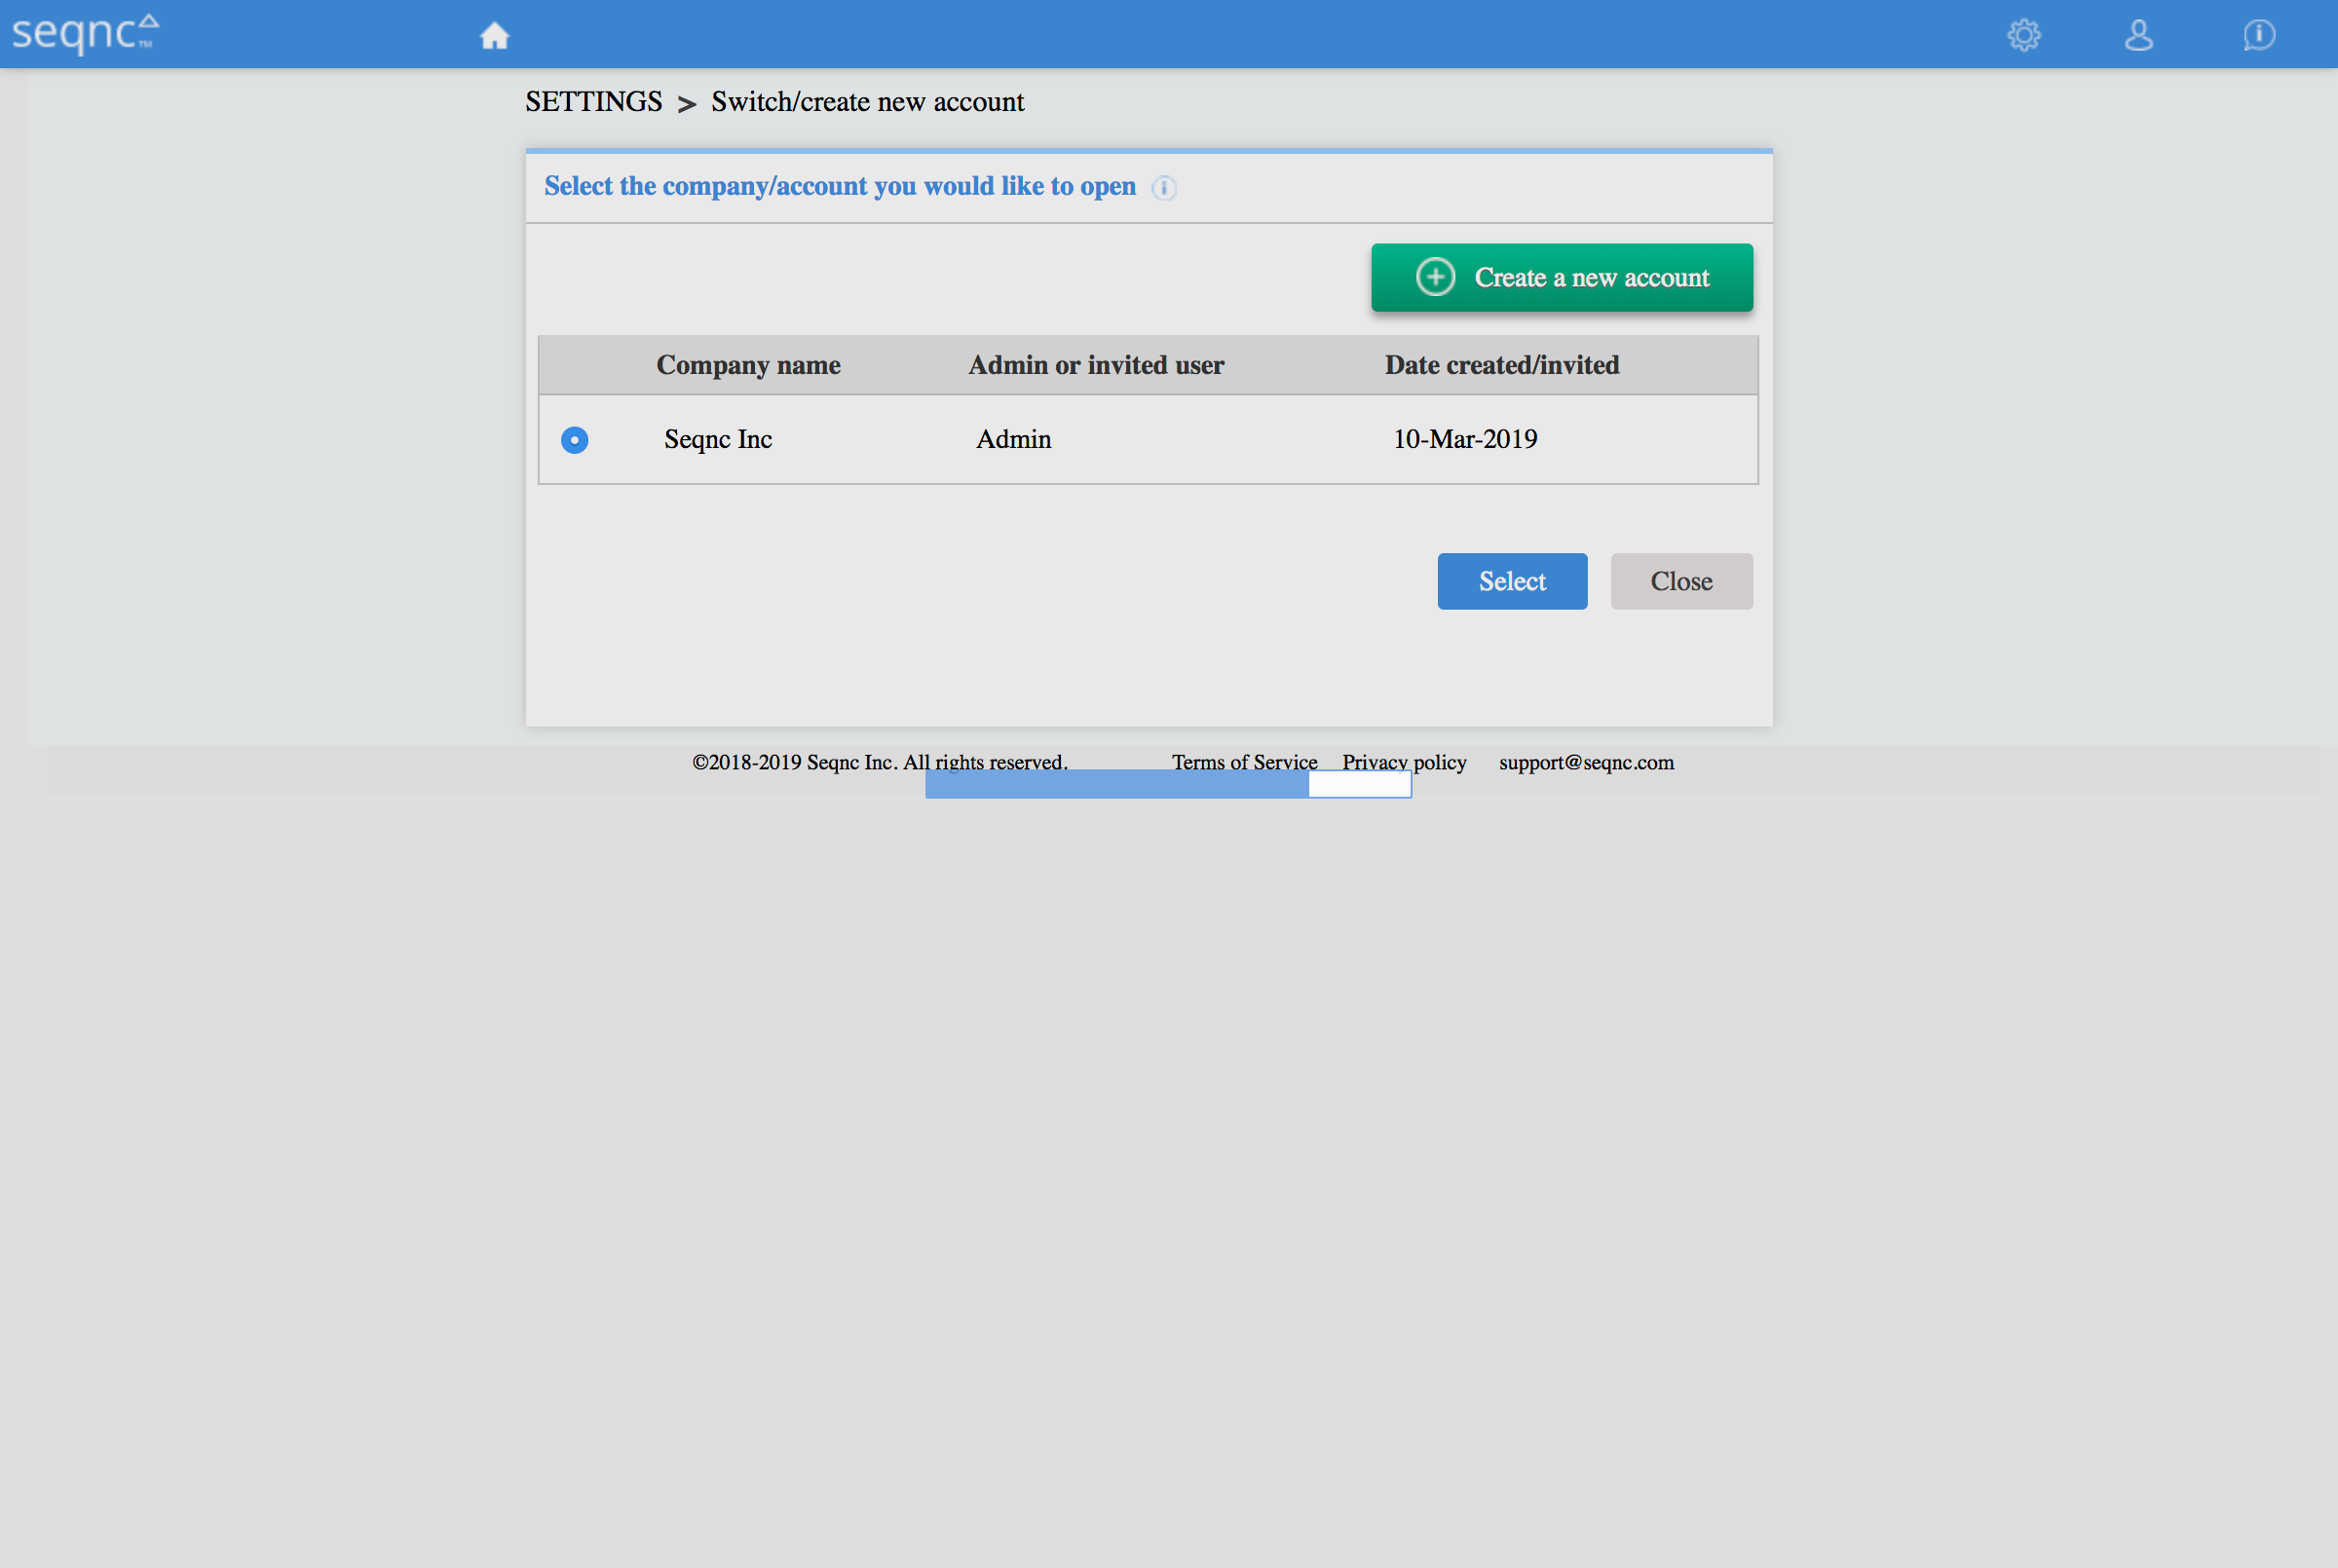 seqnc TM
SETTINGS > Switch/create new account
Select the company/account you would like to open
Create a new account
Company name Admin or invited user Date created/invited
Seqnc Inc Admin 10-Mar-2019
Select Close
©2018-2019 Seqnc Inc. All rights reserved. Terms of Service Privacy policy support@seqnc.com